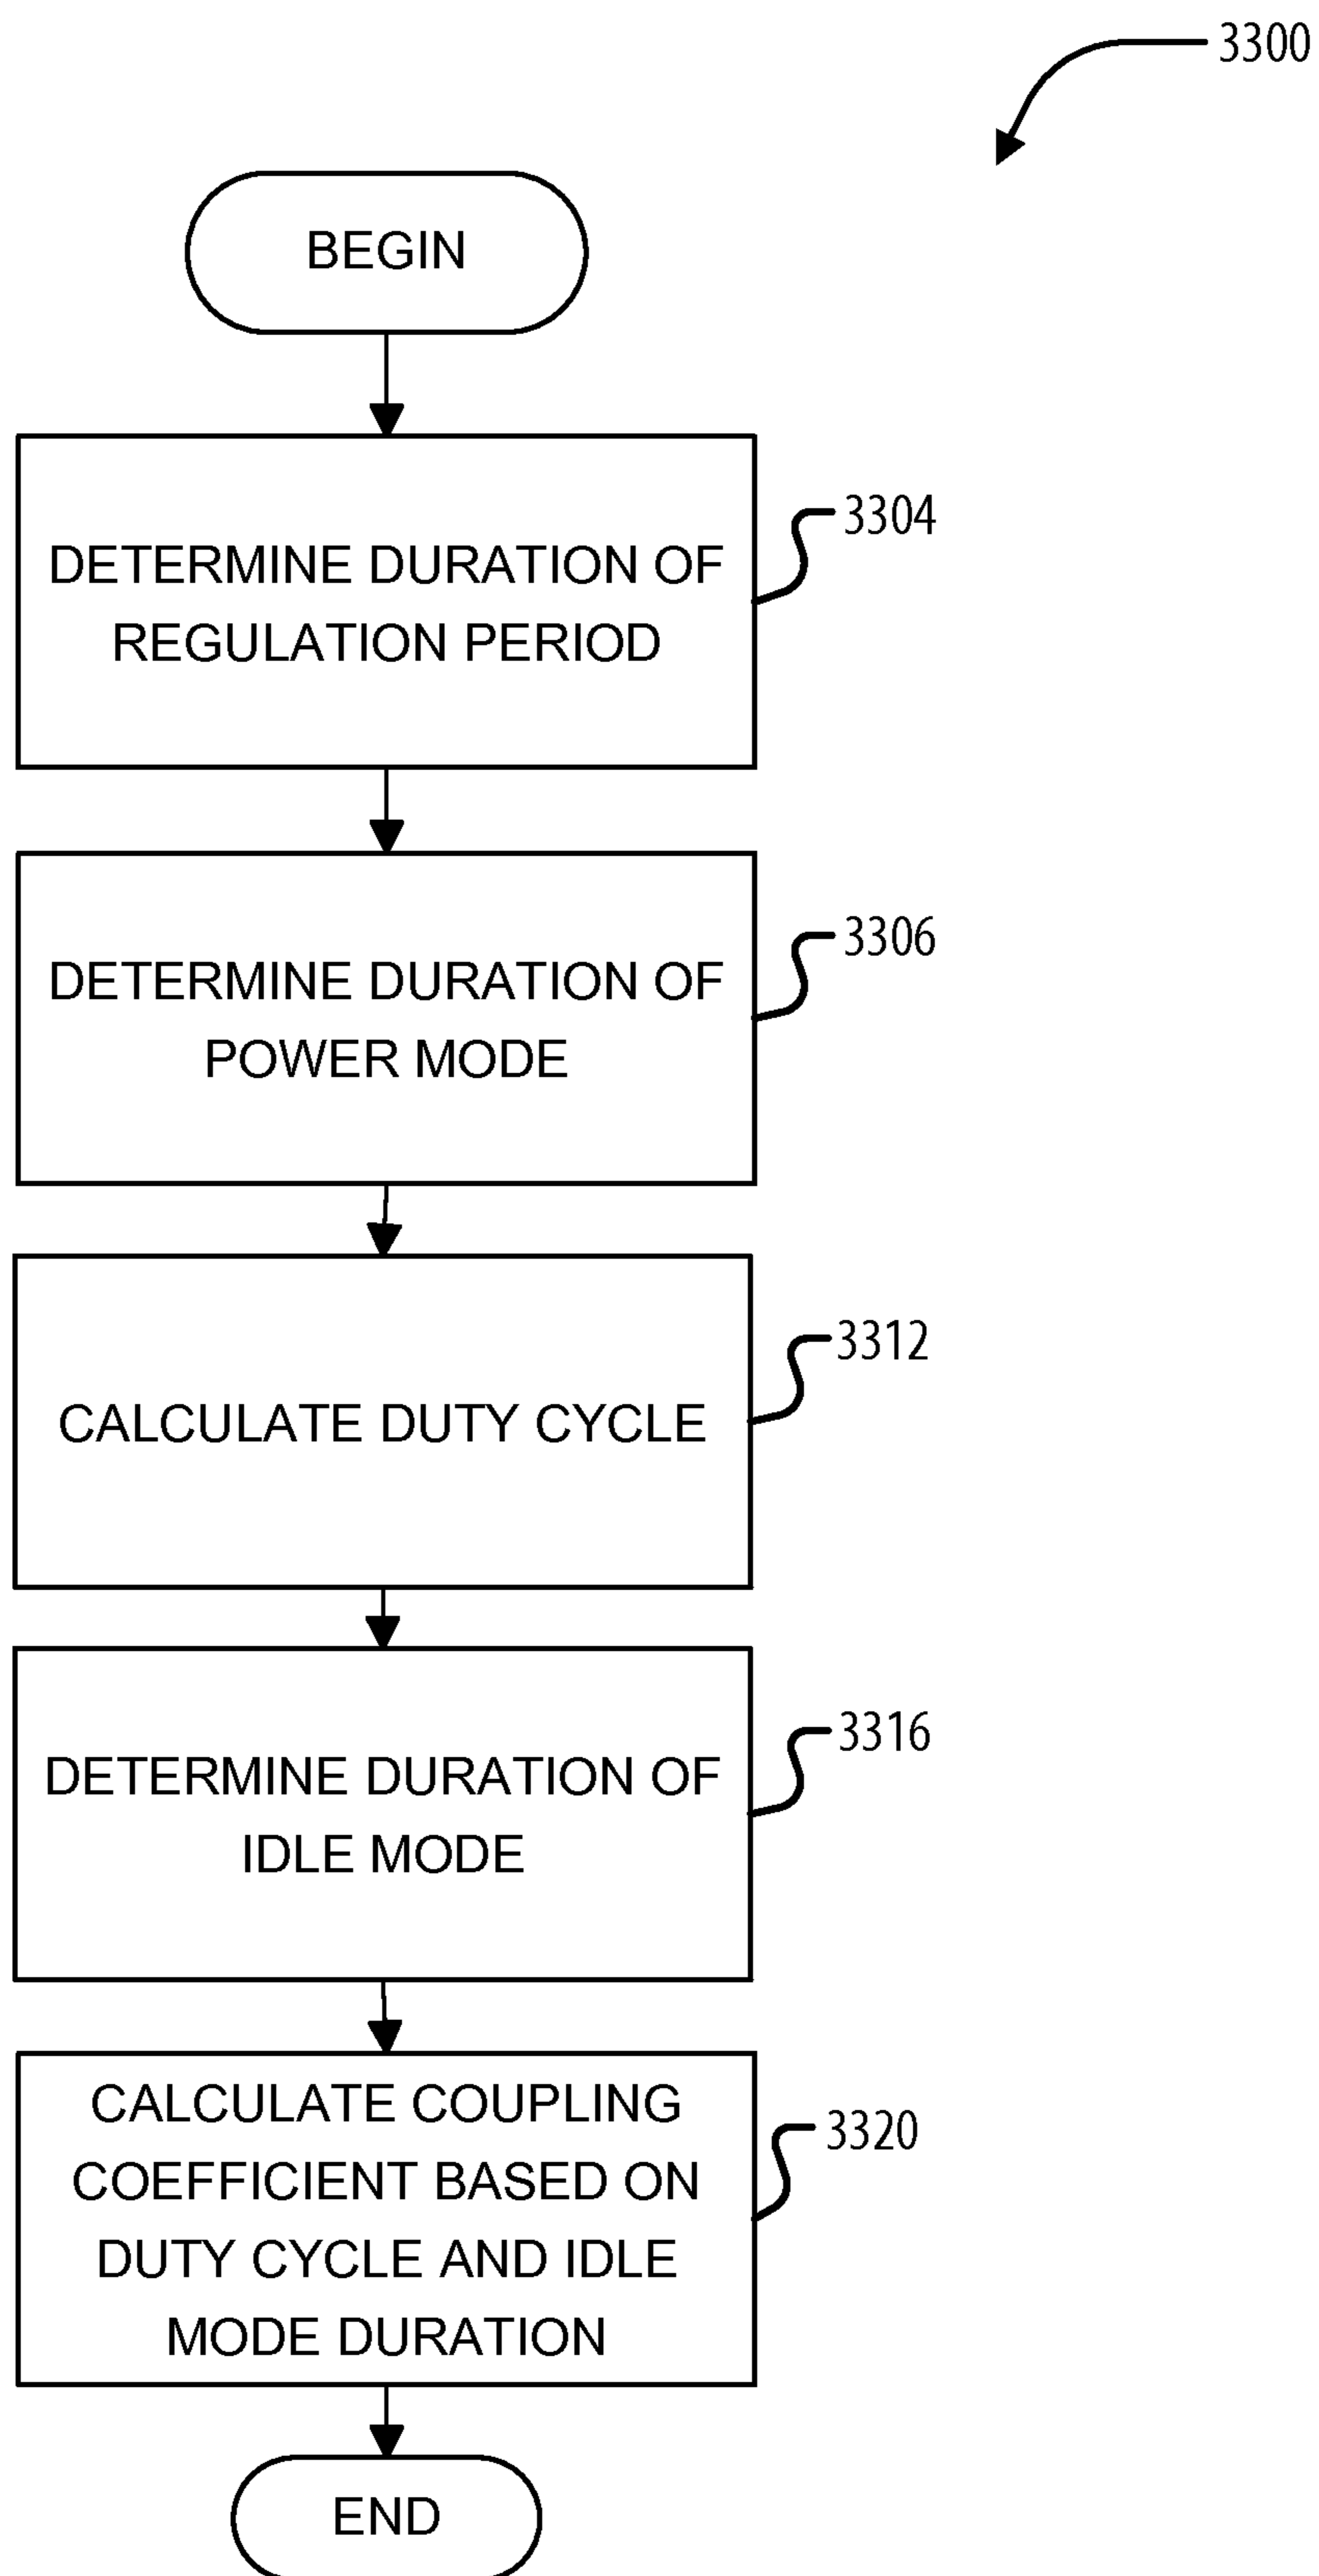 3300
BEGIN
DETERMINE DURATION OF
REGULATION PERIOD
3304
DETERMINE DURATION OF
POWER MODE
3306
CALCULATE DUTY CYCLE
3312
DETERMINE DURATION OF
IDLE MODE
3316
CALCULATE COUPLING
COEFFICIENT BASED ON
DUTY CYCLE AND IDLE
MODE DURATION
3320
END